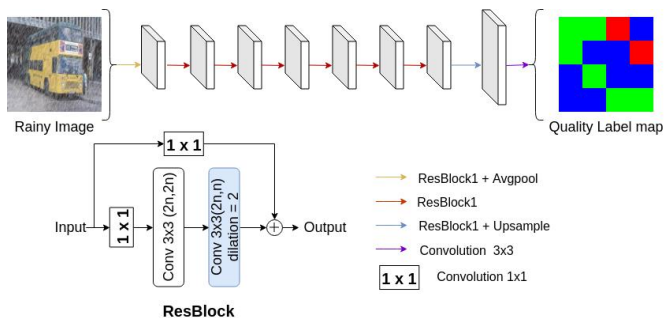 Rainy Image
Quality Label map
1 x 1
Input
1 x 1
Conv 3x3 (2n,2n)
Conv 3x3(2n,n)
dilation = 2
Output
ResBlock
ResBlock1 + Avgpool
ResBlock1
ResBlock1 + Upsample
Convolution 3x3
1 x 1 Convolution 1x1